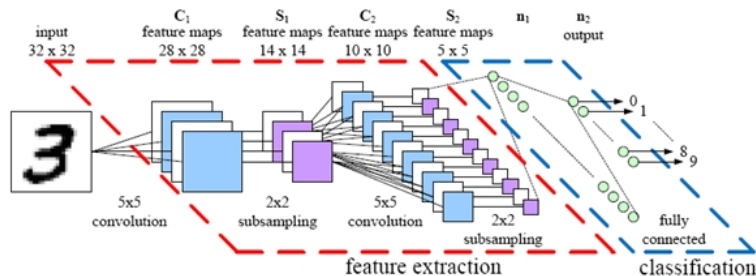 C₁ S₁ C₂ S₂ n₁ n₂
input feature maps feature maps feature maps feature maps output
32 x 32 28 x 28 14 x 14 10 x 10 5 x 5
3
0
1
8
9
5x5
convolution
2x2
subsampling
5x5
convolution
2x2
subsampling
fully
connected
feature extraction
classification